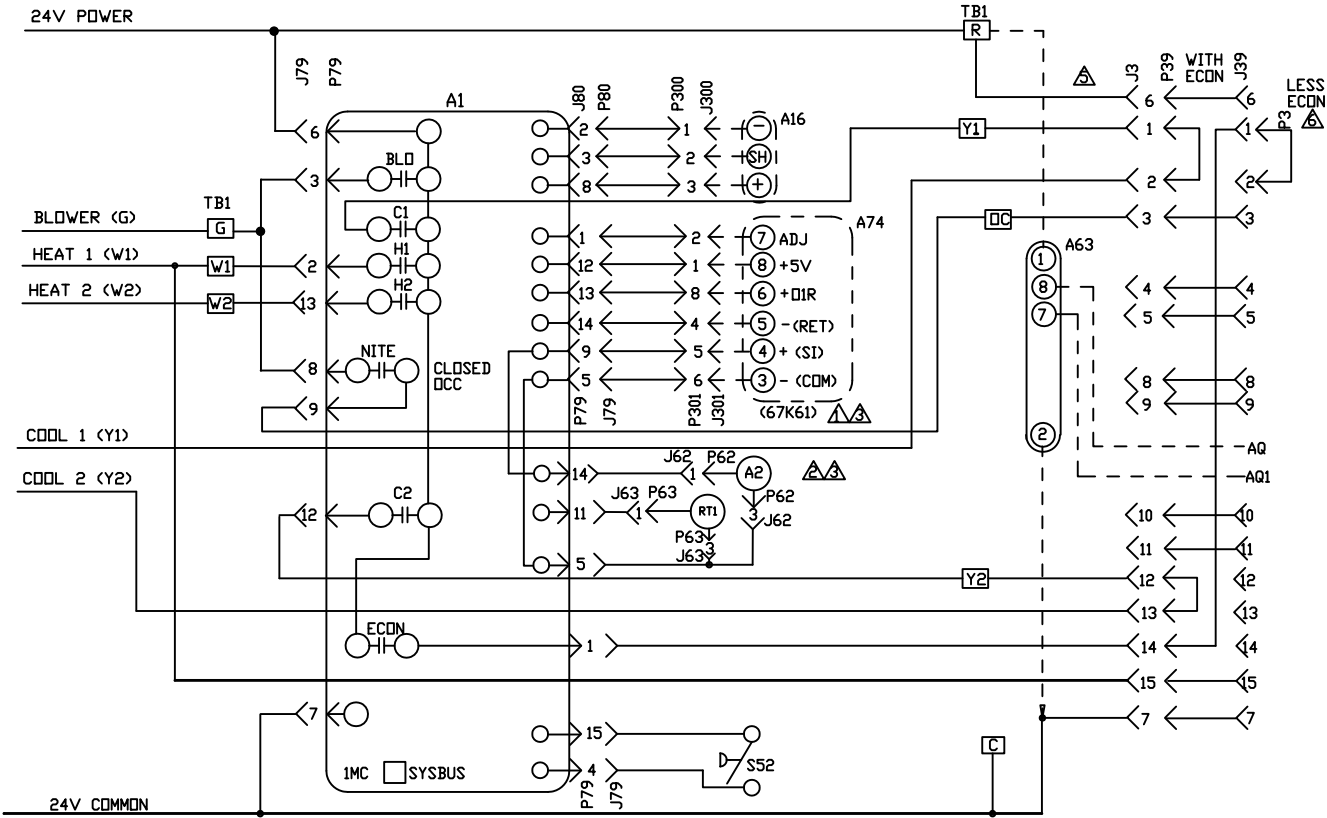 24V POWER
TB1
R
J79
P79
A1
J80
P80
P300
J300
A16
5
J3
P39
WITH
ECON
J39
LESS
ECON
P3
6
6
6
6
2
1
−
Y1
1
1
BLO
3
2
SH
3
8
3
+
2
2
TB1
BLOWER (G)
G
C1
OC
3
3
A74
1
2
7
ADJ
A63
HEAT 1 (W1)
W1
2
H1
12
1
8
+5V
1
HEAT 2 (W2)
W2
13
H2
13
8
6
+01R
8
4
4
14
4
5
-(RET)
7
5
5
8
NITE
CLOSED
OCC
9
5
4
+ (SI)
5
6
3
- (COM)
8
8
9
P79
J79
P301
J301
(67K61)
1
3
9
9
COOL 1 (Y1)
2
AQ
COOL 2 (Y2)
14
J62
1
P62
A2
2
3
AQ1
12
C2
11
J63
1
P63
RT1
P62
3
J62
10
10
P63
3
J63
5
11
11
Y2
12
12
13
13
ECON
1
14
14
15
15
7
7
7
15
C
1MC
SYSBUS
4
S52
P79
J79
24V COMMON